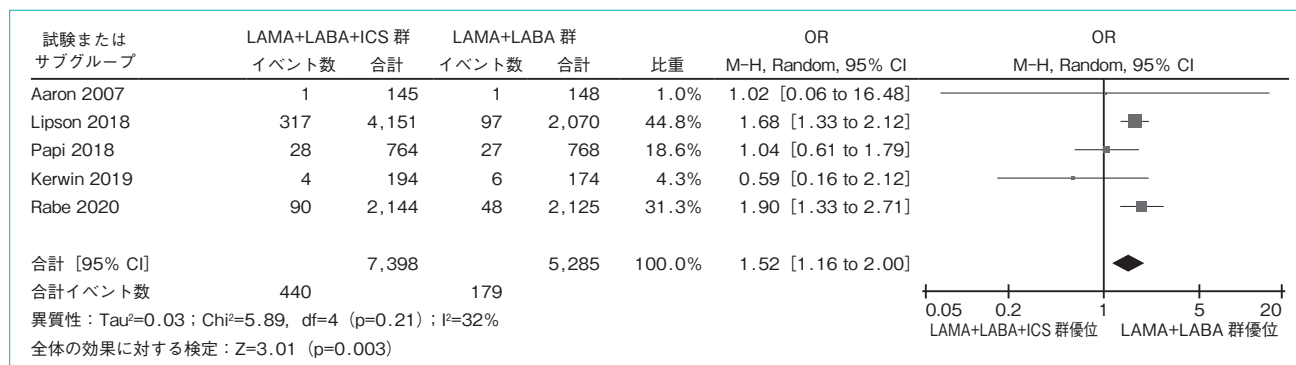 試験または
サブグループ
LAMA+LABA+ICS 群 LAMA+LABA 群 OR OR
イベント数 合計 イベント数 合計 比重 M-H, Random, 95% CI M-H, Random, 95% CI
Aaron 2007 1 145 1 148 1.0% 1.02［0.06 to 16.48］
Lipson 2018 317 4,151 97 2,070 44.8% 1.68［1.33 to 2.12］
Papi 2018 28 764 27 768 18.6% 1.04［0.61 to 1.79］
Kerwin 2019 4 194 6 174 4.3% 0.59［0.16 to 2.12］
Rabe 2020 90 2,144 48 2,125 31.3% 1.90［1.33 to 2.71］
合計［95% CI］ 7,398 5,285 100.0% 1.52［1.16 to 2.00］
合計イベント数 440 179
異質性：Tau²=0.03；Chi²=5.89, df=4（p=0.21）；I²=32%
全体の効果に対する検定：Z=3.01（p=0.003）
0.05 0.2 1 5 20
LAMA+LABA+ICS 群優位 LAMA+LABA 群優位